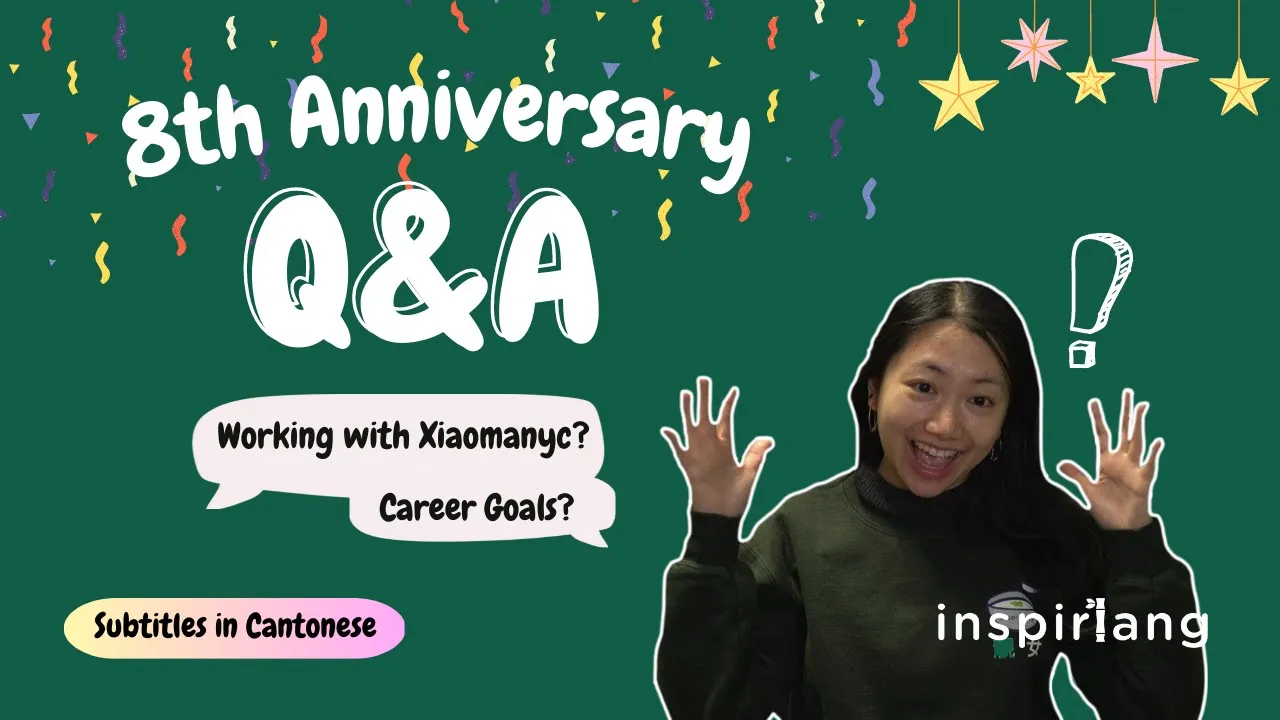 8th Anniversary
Q&A
Working with Xiaomanyc?
Career Goals?
Subtitles in Cantonese
inspirlang